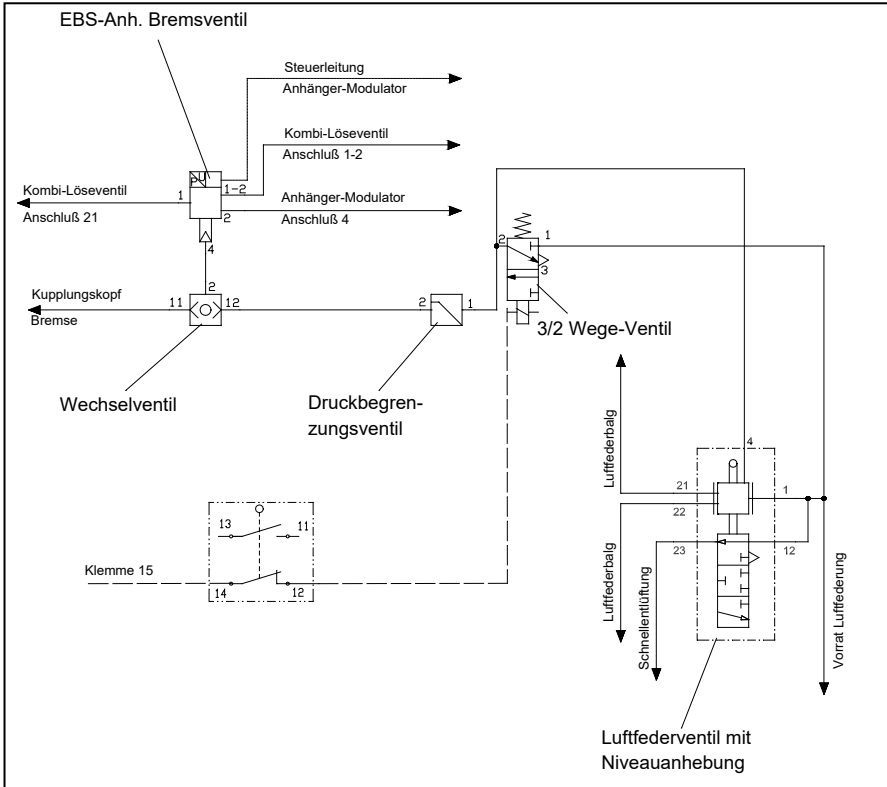 EBS-Anh. Bremsventil
Steuerleitung
Anhänger-Modulator
Kombi-Löseventil
Anschluß 1-2
Kombi-Löseventil
Anschluß 21
1
PU
1-2
2
4
Anhänger-Modulator
Anschluß 4
2
1
3
Kupplungskopf
Bremse
11
2
12
2
1
3/2 Wege-Ventil
Wechselventil
Druckbegren-
zungsventil
Luftfederbalg
4
21
22
1
23
12
13
11
Klemme 15
14
12
Luftfederbalg
Schnellentlüftung
Vorrat Luftfederung
Luftfederventil mit
Niveauanhebung